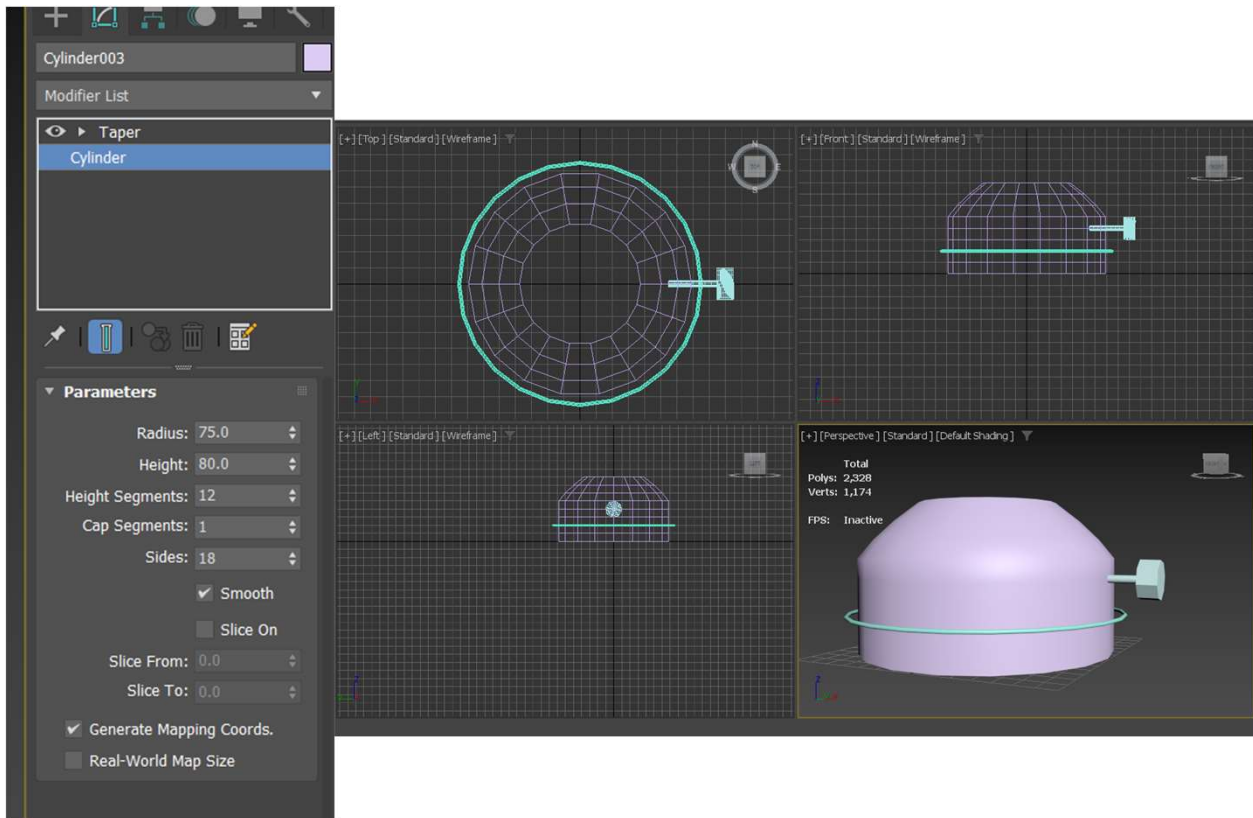 Cylinder003
Modifier List
Taper
Cylinder
Parameters
Radius: 75.0
Height: 80.0
Height Segments: 12
Cap Segments: 1
Sides: 18
Smooth
Slice On
Slice From: 0.0
Slice To: 0.0
Generate Mapping Coords.
Real-World Map Size
[+] [Top ] [Standard ] [Wireframe ]
N
W
E
S
[+] [Front ] [Standard ] [Wireframe ]
[+] [Left ] [Standard ] [Wireframe ]
[+] [Perspective ] [Standard ] [Default Shading ]
Total
Polys: 2,328
Verts: 1,174
FPS: Inactive